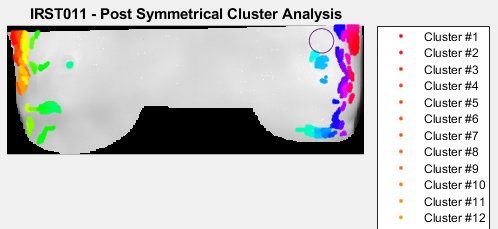 IRST011 - Post Symmetrical Cluster Analysis
Cluster #1
Cluster #2
Cluster #3
Cluster #4
Cluster #5
Cluster #6
Cluster #7
Cluster #8
Cluster #9
Cluster #10
Cluster #11
Cluster #12